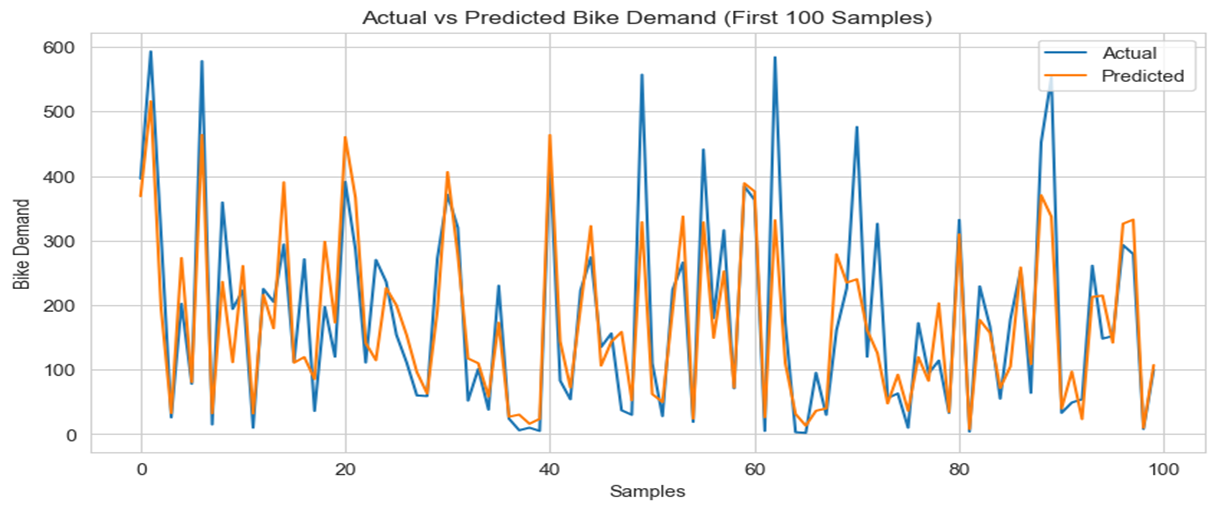 Actual vs Predicted Bike Demand (First 100 Samples)
Actual
Predicted
Bike Demand
600
500
400
300
200
100
0
0 20 40 60 80 100
Samples